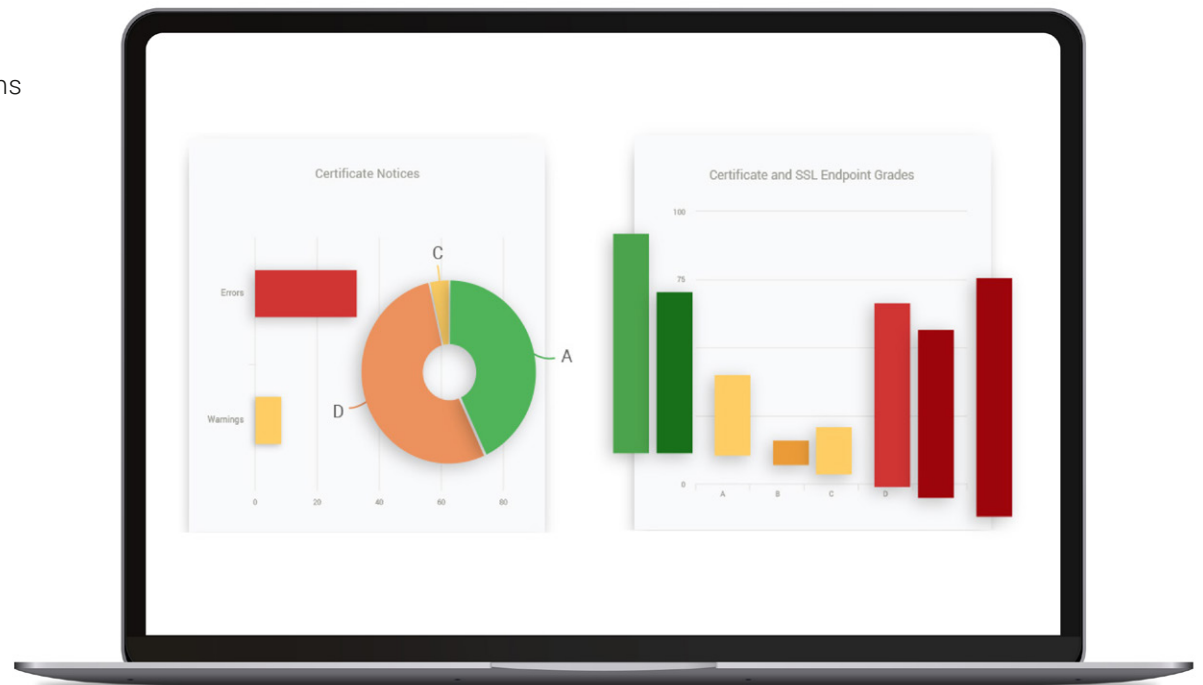 ns
Certificate Notices
C
Errors
A
D
Warnings
0 20 40 60 80
Certificate and SSL Endpoint Grades
100
75
0
A B C D